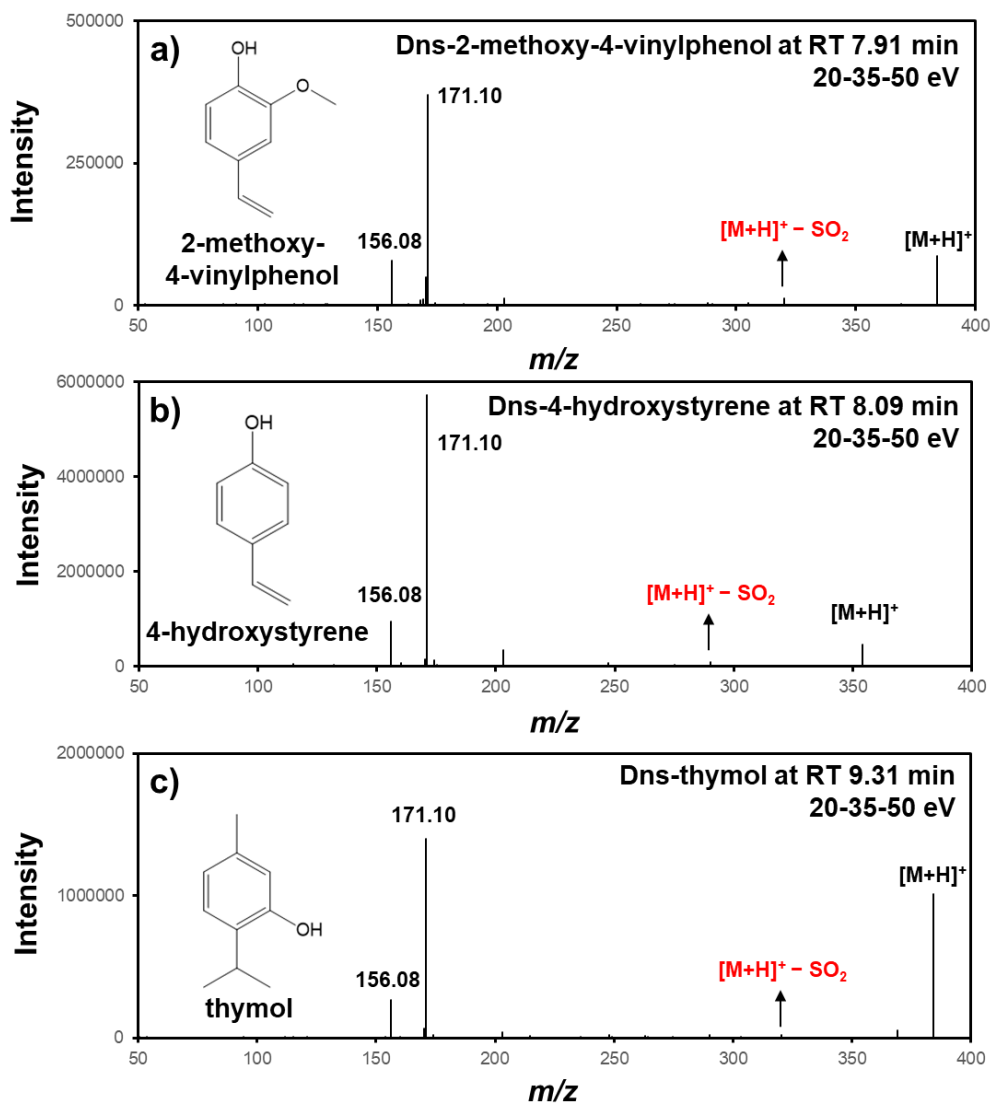 a)
Dns-2-methoxy-4-vinylphenol at RT 7.91 min
20-35-50 eV
OH
O
2-methoxy-
4-vinylphenol
171.10
156.08
[M+H]⁺ − SO₂
[M+H]⁺
Intensity
500000
250000
0
50 100 150 200 250 300 350 400
m/z
b)
Dns-4-hydroxystyrene at RT 8.09 min
20-35-50 eV
OH
4-hydroxystyrene
171.10
156.08
[M+H]⁺ − SO₂
[M+H]⁺
Intensity
6000000
4000000
2000000
0
50 100 150 200 250 300 350 400
m/z
c)
Dns-thymol at RT 9.31 min
20-35-50 eV
OH
thymol
171.10
156.08
[M+H]⁺ − SO₂
[M+H]⁺
Intensity
2000000
1000000
0
50 100 150 200 250 300 350 400
m/z